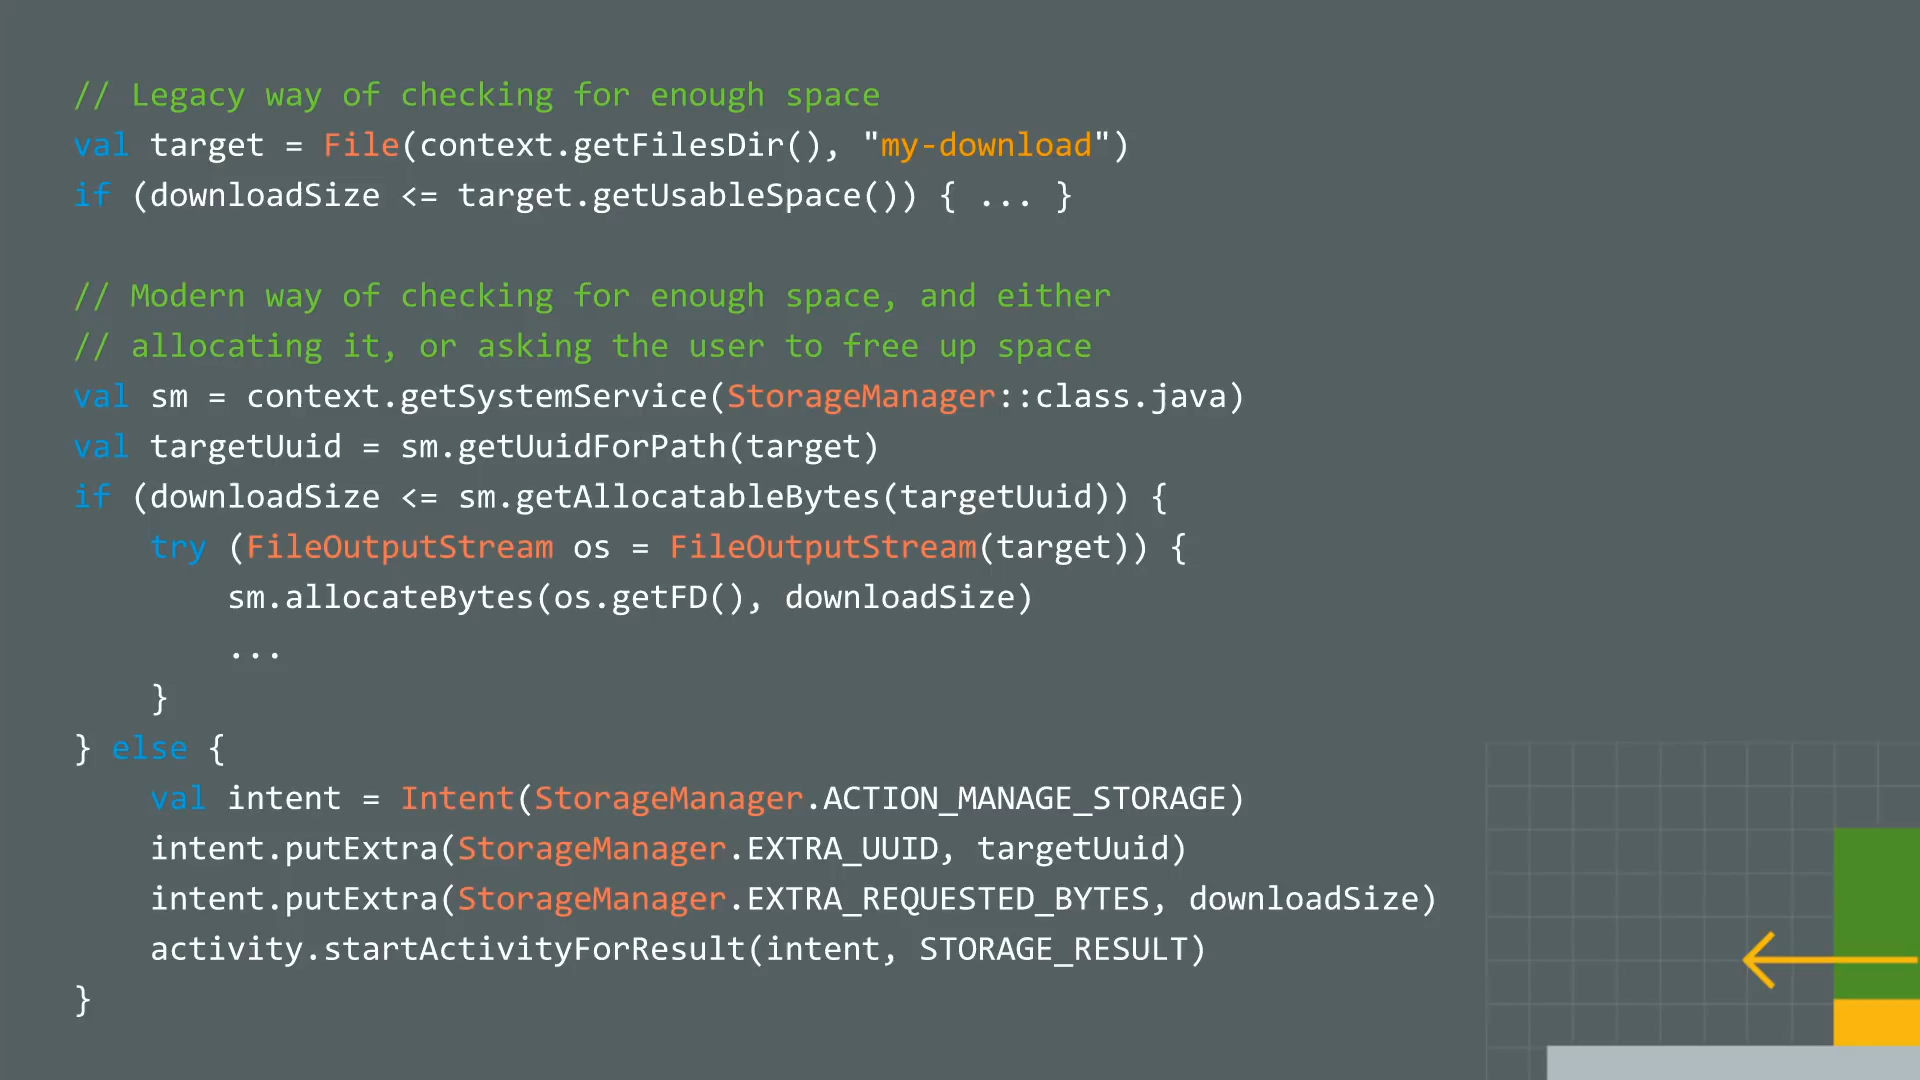 // Legacy way of checking for enough space
val target = File(context.getFilesDir(), "my-download")
if (downloadSize <= target.getUsableSpace()) { ... }
// Modern way of checking for enough space, and either
// allocating it, or asking the user to free up space
val sm = context.getSystemService(StorageManager::class.java)
val targetUuid = sm.getUuidForPath(target)
if (downloadSize <= sm.getAllocatableBytes(targetUuid)) {
try (FileOutputStream os = FileOutputStream(target)) {
sm.allocateBytes(os.getFD(), downloadSize)
...
}
} else {
val intent = Intent(StorageManager.ACTION_MANAGE_STORAGE)
intent.putExtra(StorageManager.EXTRA_UUID, targetUuid)
intent.putExtra(StorageManager.EXTRA_REQUESTED_BYTES, downloadSize)
activity.startActivityForResult(intent, STORAGE_RESULT)
}